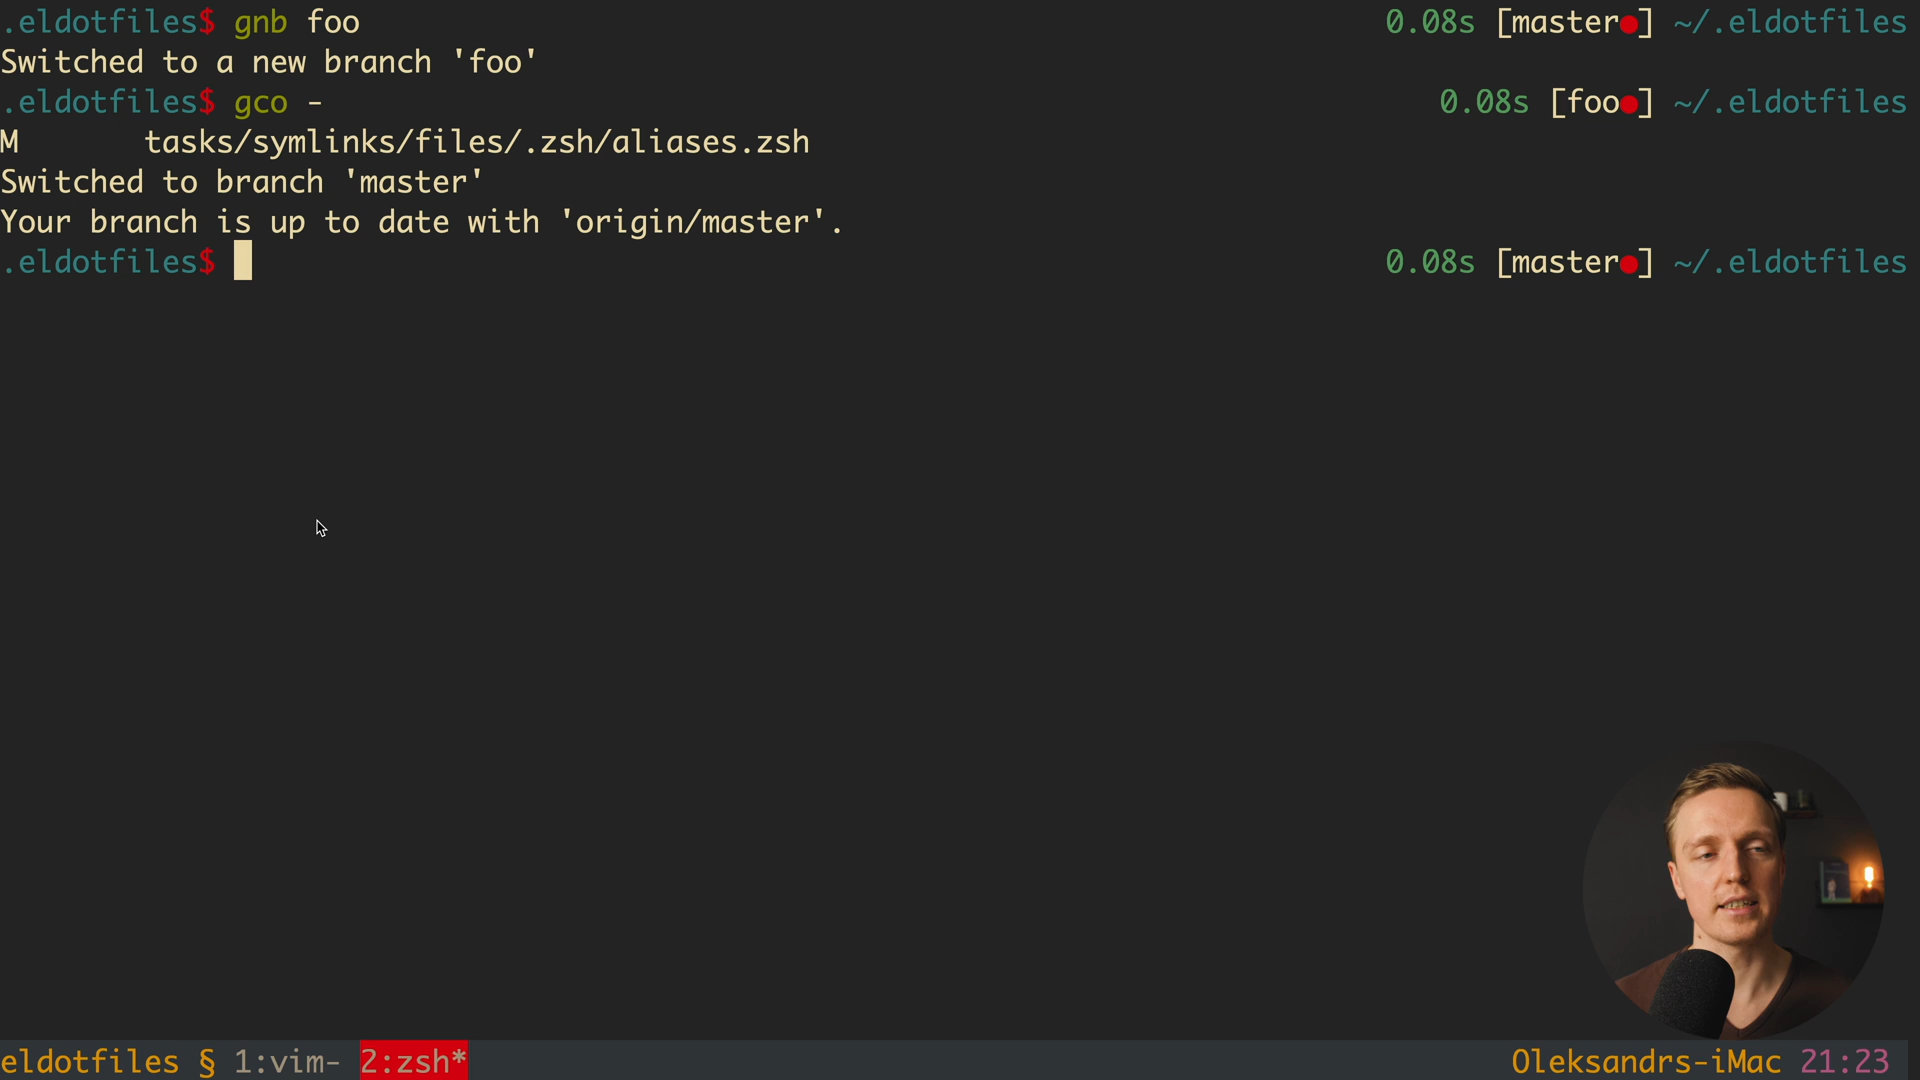 .eldotfiles$ gnb foo 0.08s [master●] ~/.eldotfiles
Switched to a new branch 'foo'
.eldotfiles$ gco - 0.08s [foo●] ~/.eldotfiles
M tasks/symlinks/files/.zsh/aliases.zsh
Switched to branch 'master'
Your branch is up to date with 'origin/master'.
.eldotfiles$ 0.08s [master●] ~/.eldotfiles
eldotfiles § 1:vim- 2:zsh* Oleksandrs-iMac 21:23